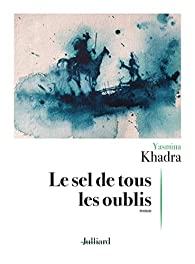 Yasmina
Khadra
Le sel de tous
les oublis
roman
Julliard